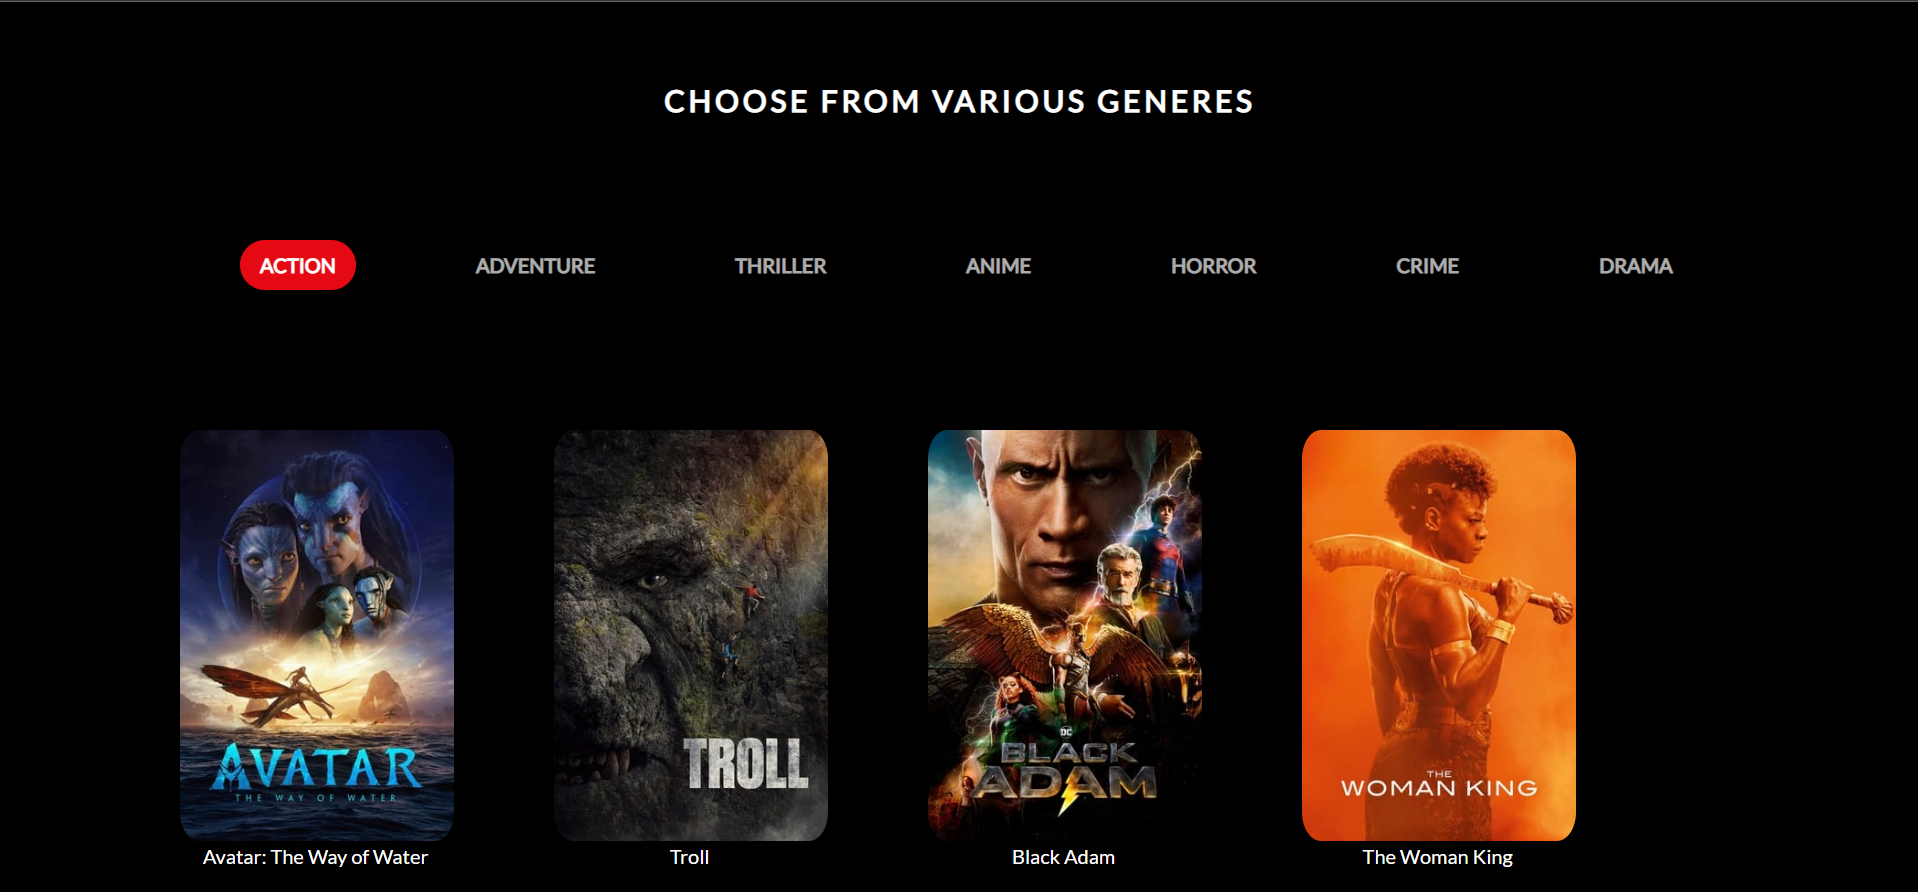 CHOOSE FROM VARIOUS GENERES
ACTION
ADVENTURE
THRILLER
ANIME
HORROR
CRIME
DRAMA
AVATAR
THE WAY OF WATER
TROLL
DC
BLACK
ADAM
THE
WOMAN KING
Avatar: The Way of Water
Troll
Black Adam
The Woman King